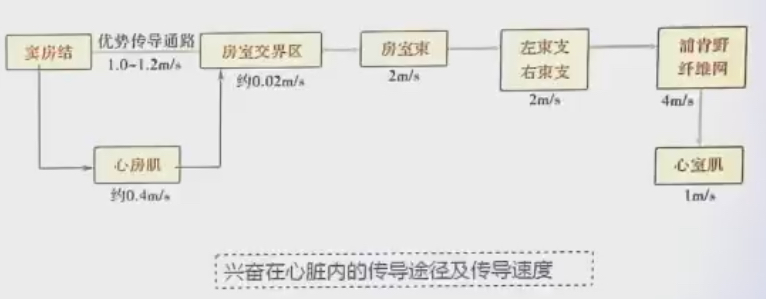 窦房结
优势传导通路
1.0-1.2m/s
房室交界区
约0.02m/s
房室束
2m/s
左束支
右束支
2m/s
浦肯野
纤维网
4m/s
心房肌
约0.4m/s
心室肌
1m/s
兴奋在心脏内的传导途径及传导速度